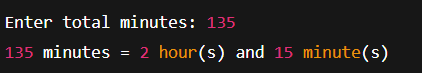 Enter total minutes: 135
135 minutes = 2 hour(s) and 15 minute(s)